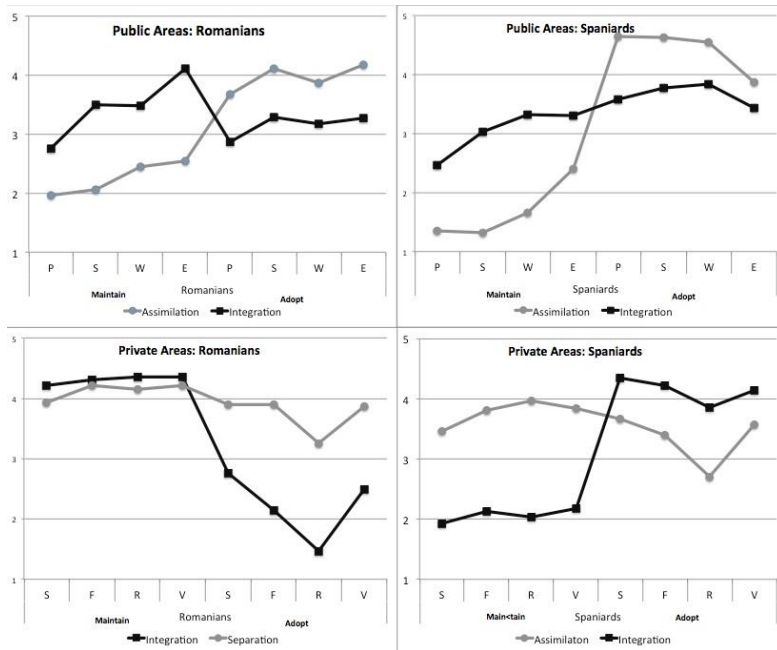 Public Areas: Romanians
5
4
3
2
1
P S W E P S W E
Romanians
Maintain Adopt
Assimilation Integration
Public Areas: Spaniards
5
4
3
2
1
P S W E P S W E
Spaniards
Maintain Adopt
Assimilation Integration
Private Areas: Romanians
5
4
3
2
1
S F R V S F R V
Romanians
Maintain Adopt
Integration Separation
Private Areas: Spaniards
5
4
3
2
1
S F R V S F R V
Spaniards
Main<tain Adopt
Assimilaton Integration